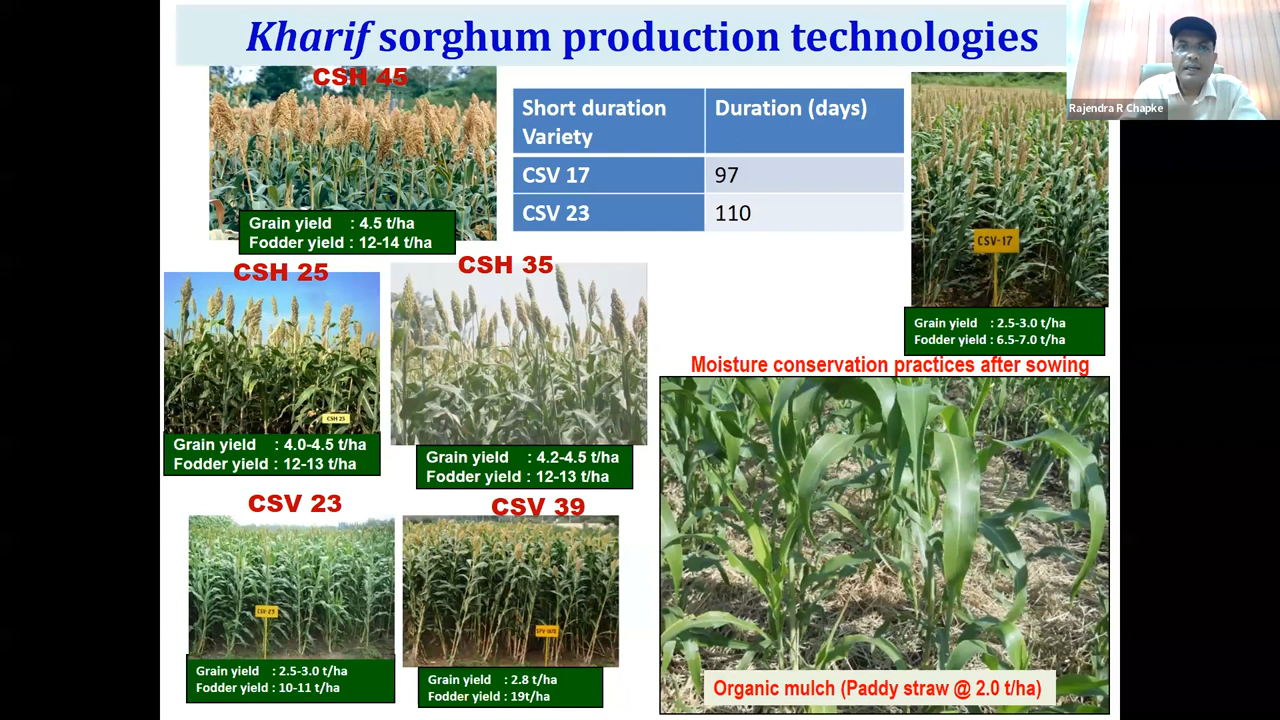 Kharif sorghum production technologies
Rajendra R Chapke
CSH 45
Grain yield : 4.5 t/ha
Fodder yield : 12-14 t/ha
Short duration Variety
Duration (days)
CSV 17
97
CSV 23
110
CSV-17
Grain yield : 2.5-3.0 t/ha
Fodder yield : 6.5-7.0 t/ha
CSH 25
CSH 25
Grain yield : 4.0-4.5 t/ha
Fodder yield : 12-13 t/ha
CSH 35
Grain yield : 4.2-4.5 t/ha
Fodder yield : 12-13 t/ha
Moisture conservation practices after sowing
Organic mulch (Paddy straw @ 2.0 t/ha)
CSV 23
CSV-23
Grain yield : 2.5-3.0 t/ha
Fodder yield : 10-11 t/ha
CSV 39
Grain yield : 2.8 t/ha
Fodder yield : 19t/ha